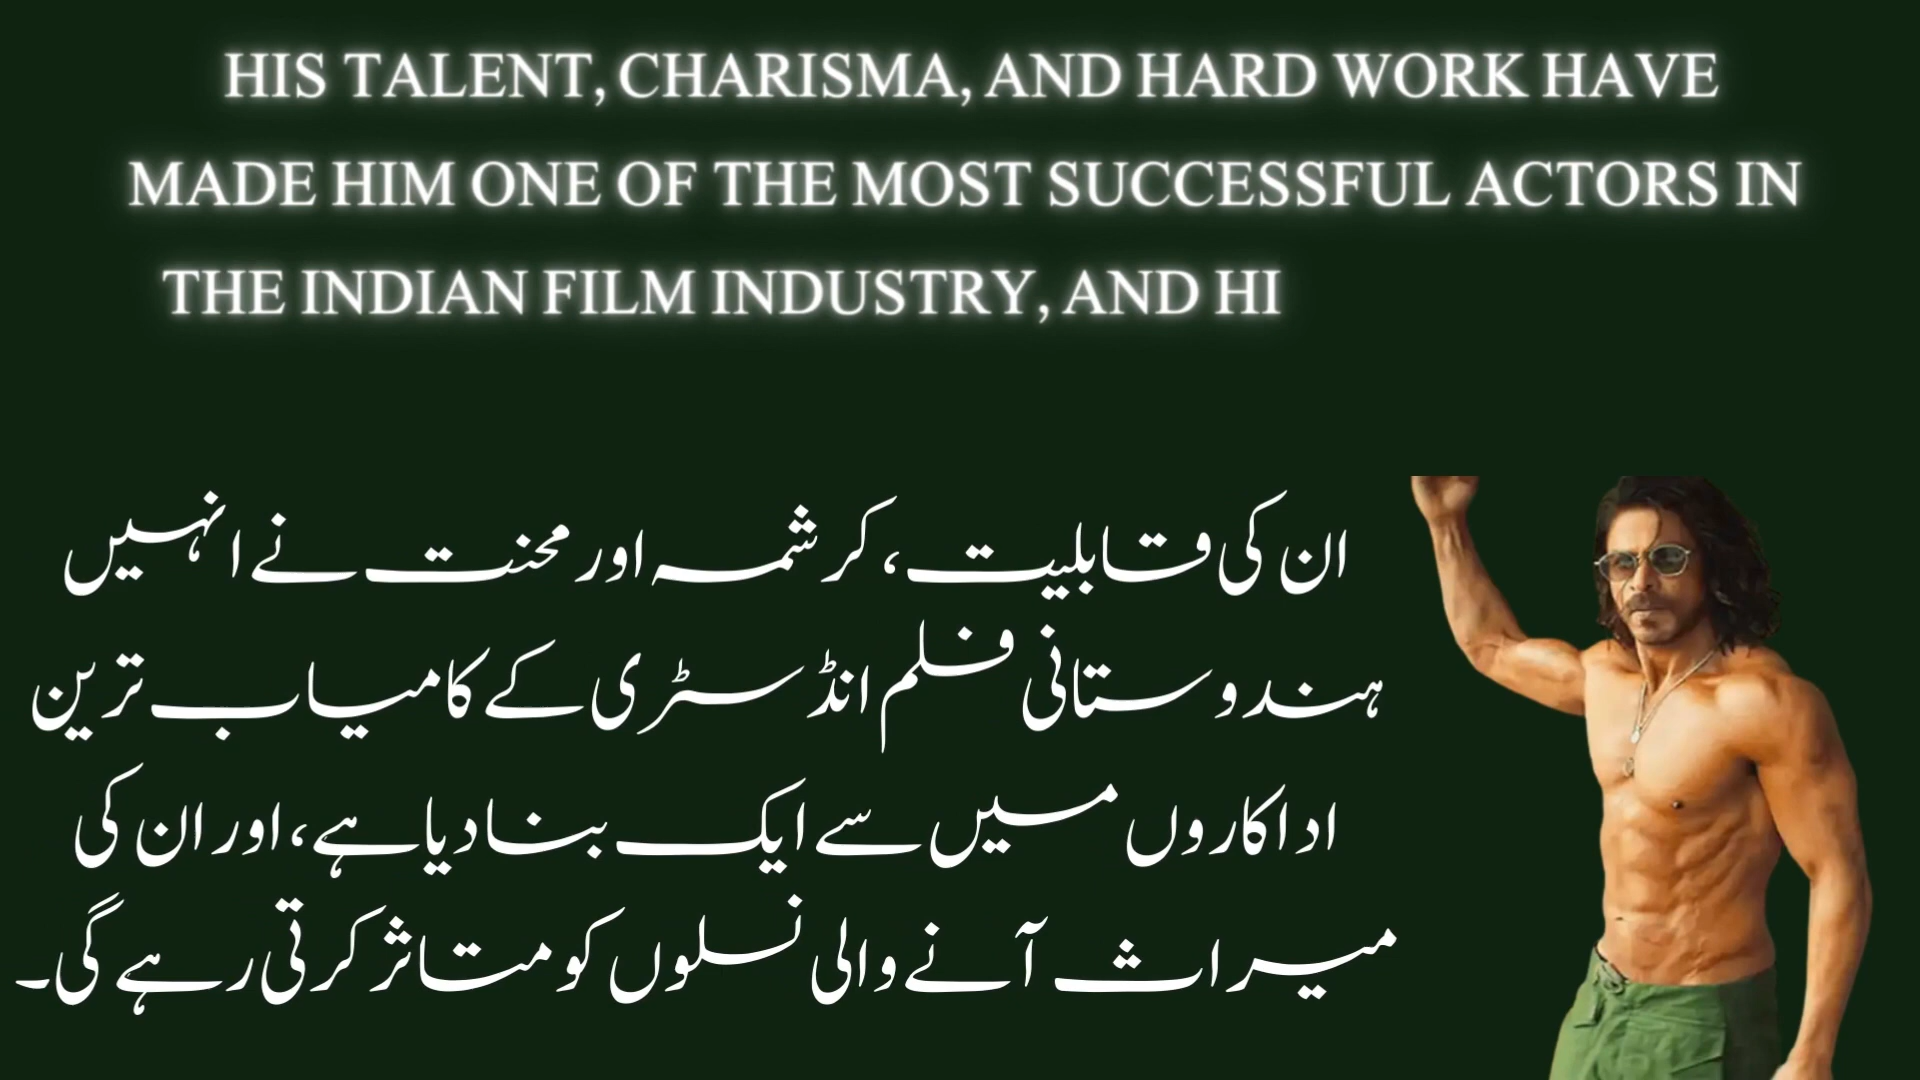 HIS TALENT, CHARISMA, AND HARD WORK HAVE
MADE HIM ONE OF THE MOST SUCCESSFUL ACTORS IN
THE INDIAN FILM INDUSTRY, AND HI
ان کی قابلیت، کرشمہ اور محنت نے انہیں
ہندوستانی فلم انڈسٹری کے کامیاب ترین
اداکاروں میں سے ایک بنا دیا ہے، اور ان کی
میراث آنے والی نسلوں کو متاثر کرتی رہے گی۔